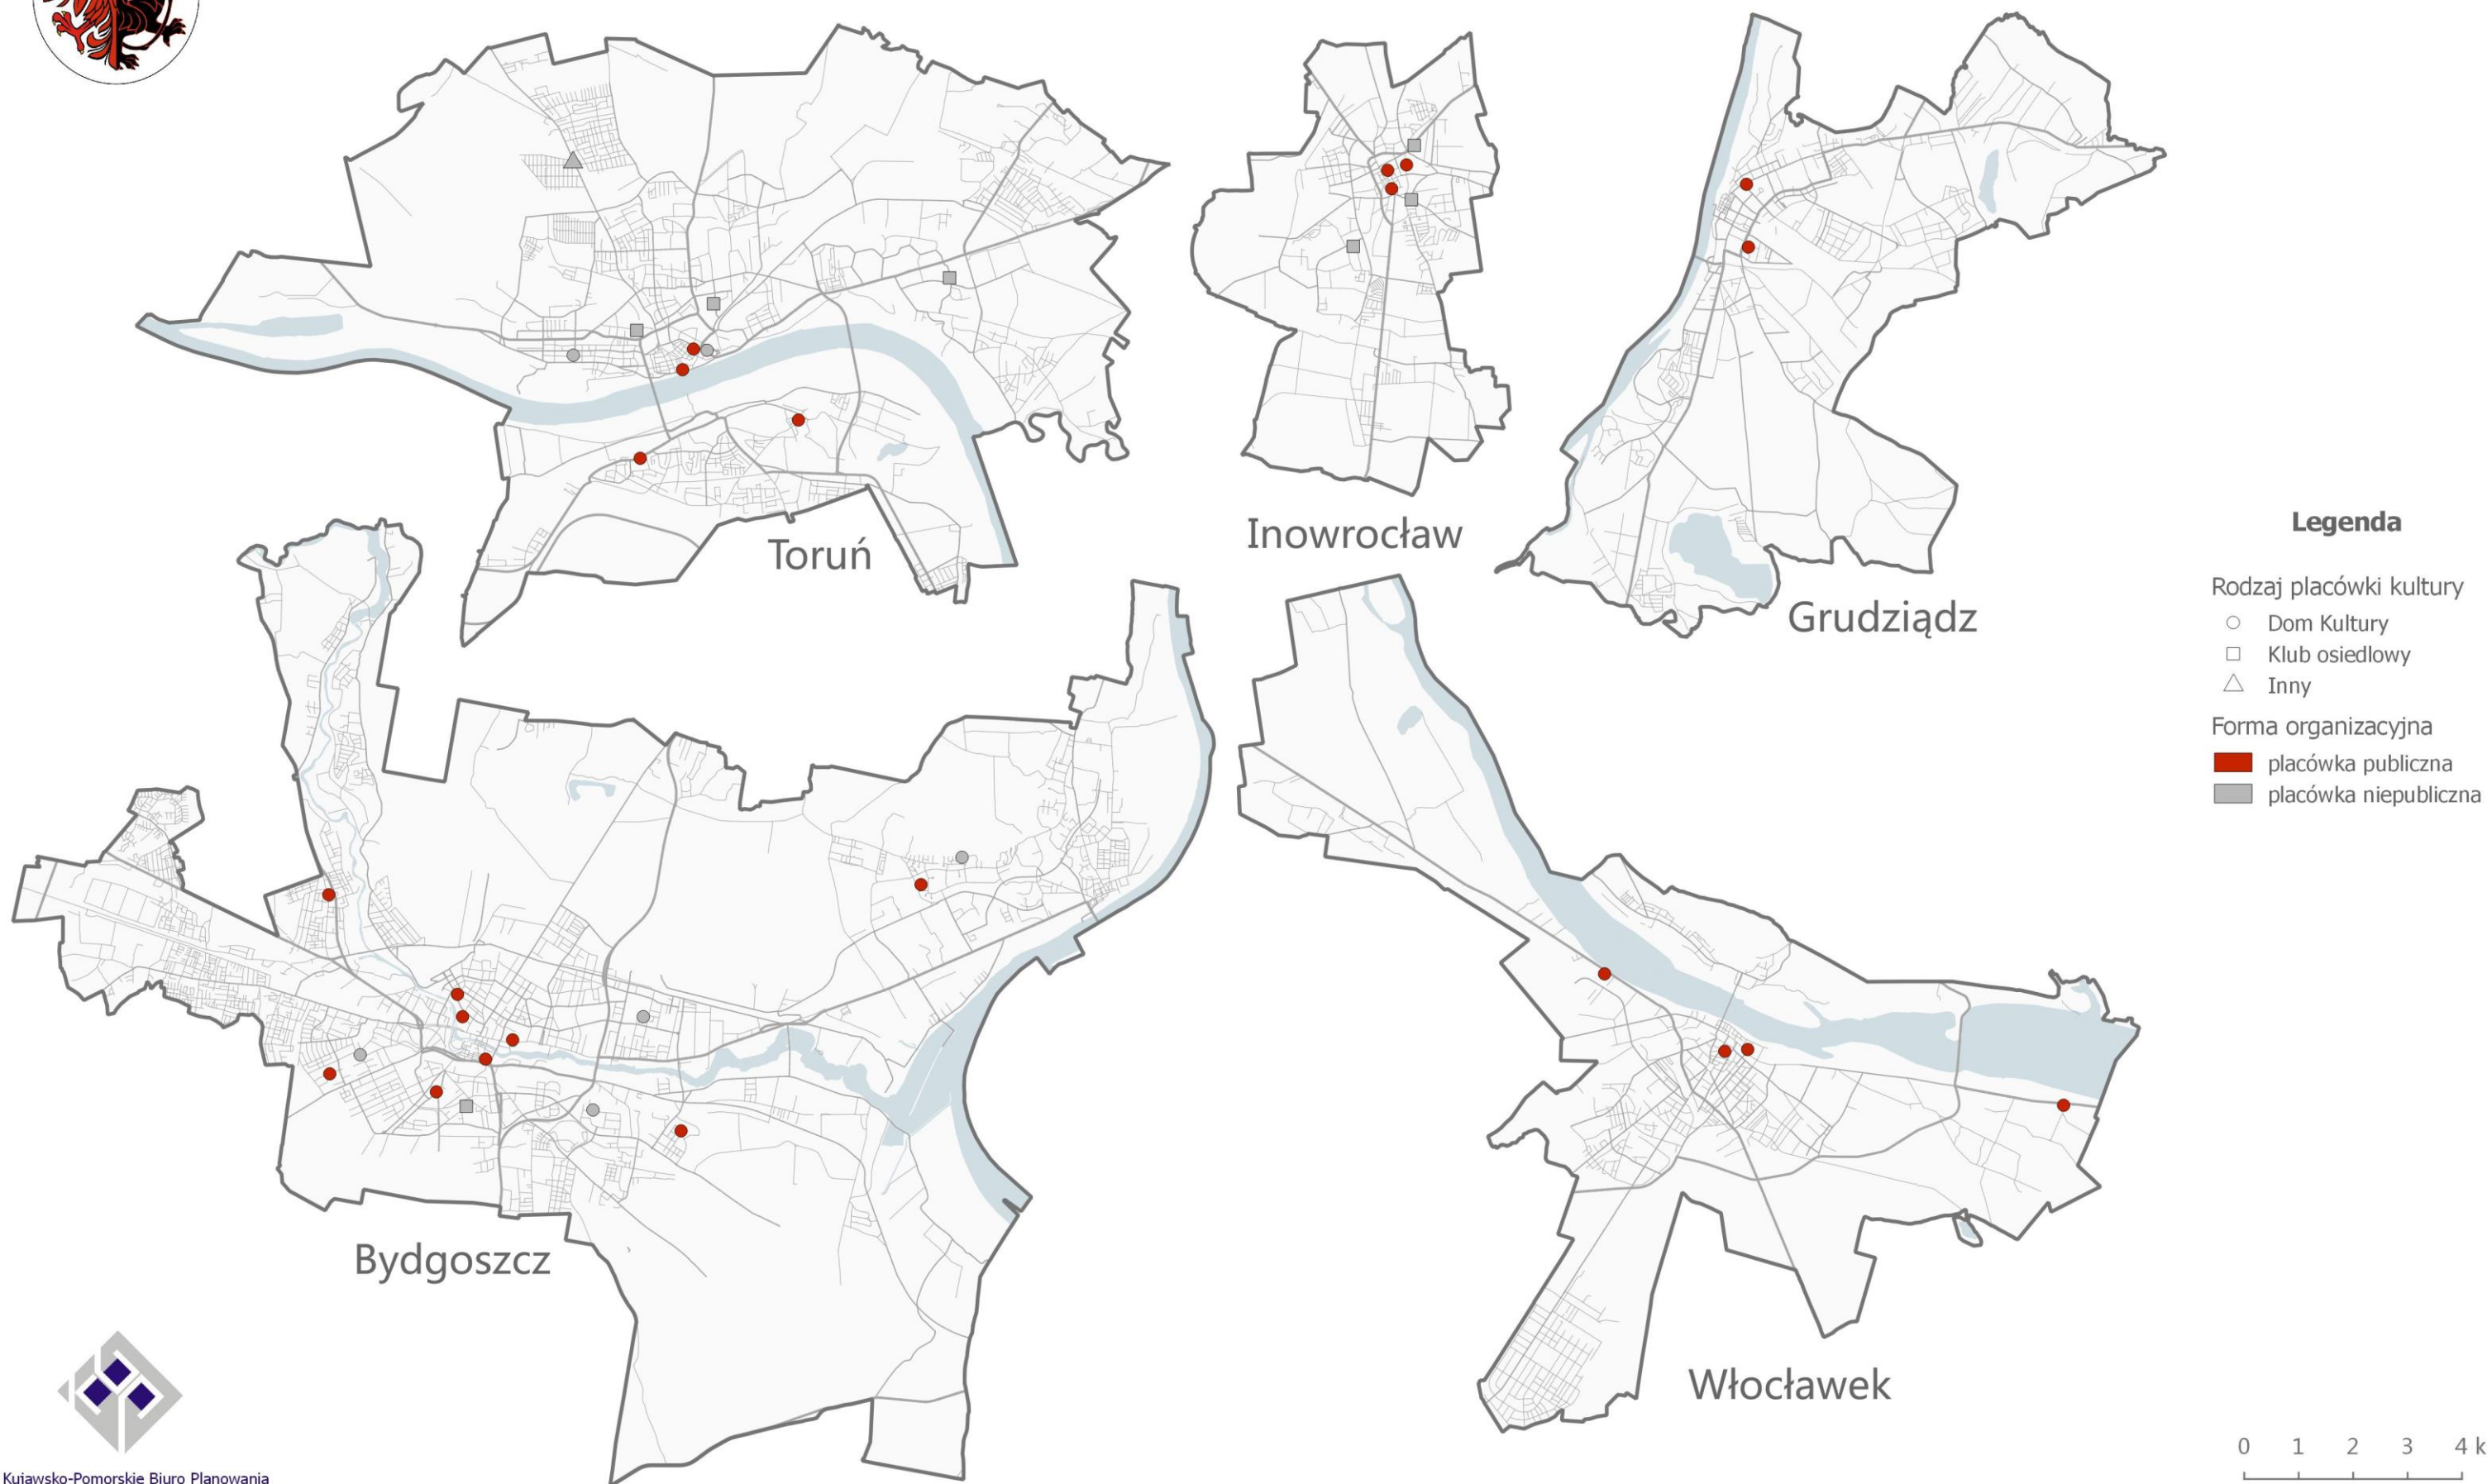 Toruń
Inowrocław
Grudziądz
Legenda
Rodzaj placówki kultury
Dom Kultury
Klub osiedlowy
Inny
Forma organizacyjna
placówka publiczna
placówka niepubliczna
Bydgoszcz
Włocławek
0 1 2 3 4 k
Kujawsko-Pomorskie Biuro Planowania